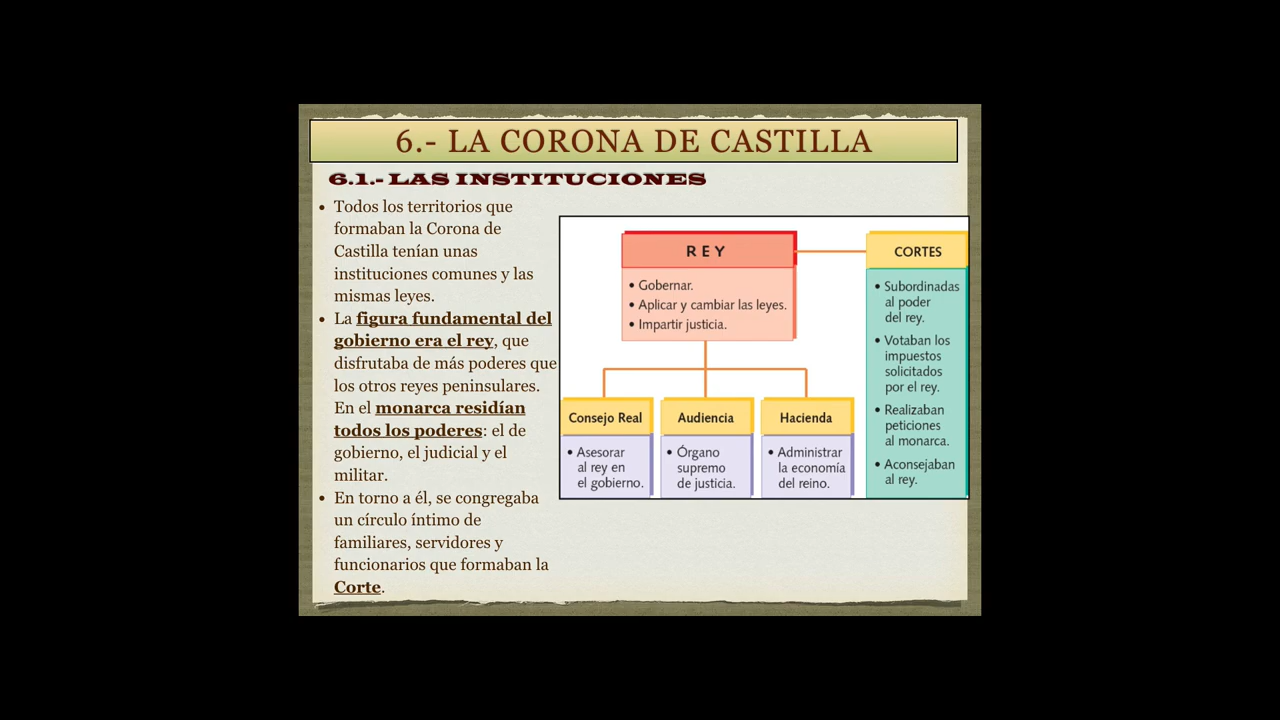 6.- LA CORONA DE CASTILLA
6.1.- LAS INSTITUCIONES
• Todos los territorios que
formaban la Corona de
Castilla tenían unas
instituciones comunes y las
mismas leyes.
• La figura fundamental del
gobierno era el rey, que
disfrutaba de más poderes que
los otros reyes peninsulares.
En el monarca residían
todos los poderes: el de
gobierno, el judicial y el
militar.
• En torno a él, se congregaba
un círculo íntimo de
familiares, servidores y
funcionarios que formaban la
Corte.
REY
• Gobernar.
• Aplicar y cambiar las leyes.
• Impartir justicia.
CORTES
• Subordinadas
al poder
del rey.
• Votaban los
impuestos
solicitados
por el rey.
• Realizaban
peticiones
al monarca.
• Aconsejaban
al rey.
Consejo Real
• Asesorar
al rey en
el gobierno.
Audiencia
• Órgano
supremo
de justicia.
Hacienda
• Administrar
la economía
del reino.